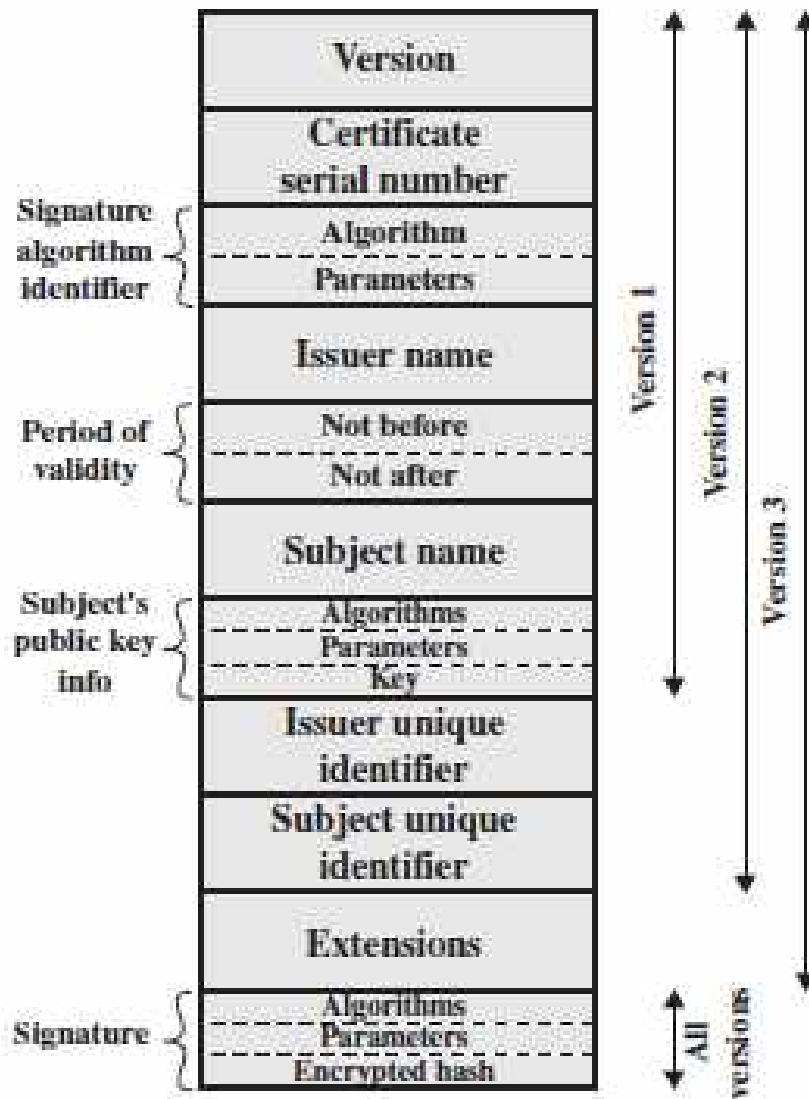 Version
Certificate
serial number
Signature
algorithm
identifier
Algorithm
Parameters
Issuer name
Period of
validity
Not before
Not after
Subject name
Subject's
public key
info
Algorithms
Parameters
Key
Issuer unique
identifier
Subject unique
identifier
Extensions
Signature
Algorithms
Parameters
Encrypted hash
Version 1
Version 2
Version 3
All
versions